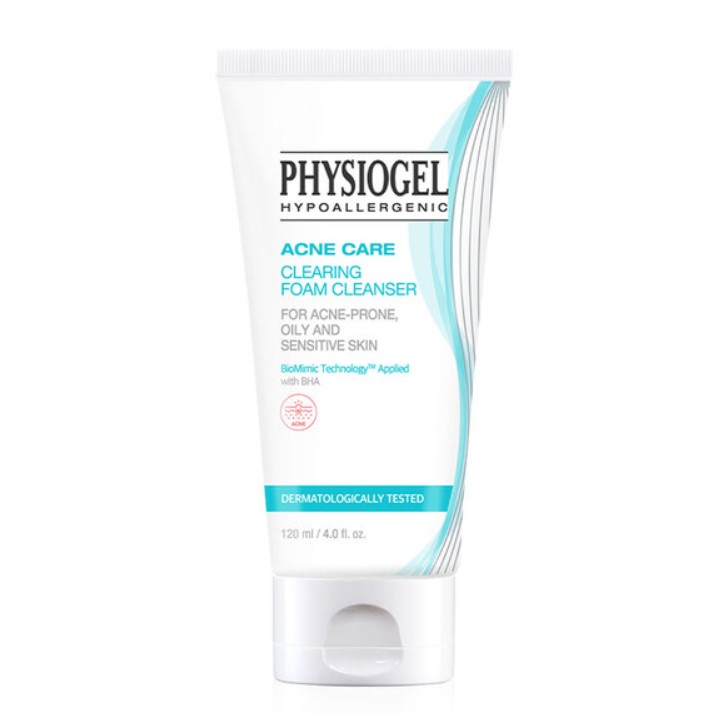 PHYSIOGEL
HYPOALLERGENIC
ACNE CARE
CLEARING
FOAM CLEANSER
FOR ACNE-PRONE,
OILY AND
SENSITIVE SKIN
BioMimic Technology™ Applied
with BHA
ACNE
DERMATOLOGICALLY TESTED
120 ml / 4.0 fl. oz.